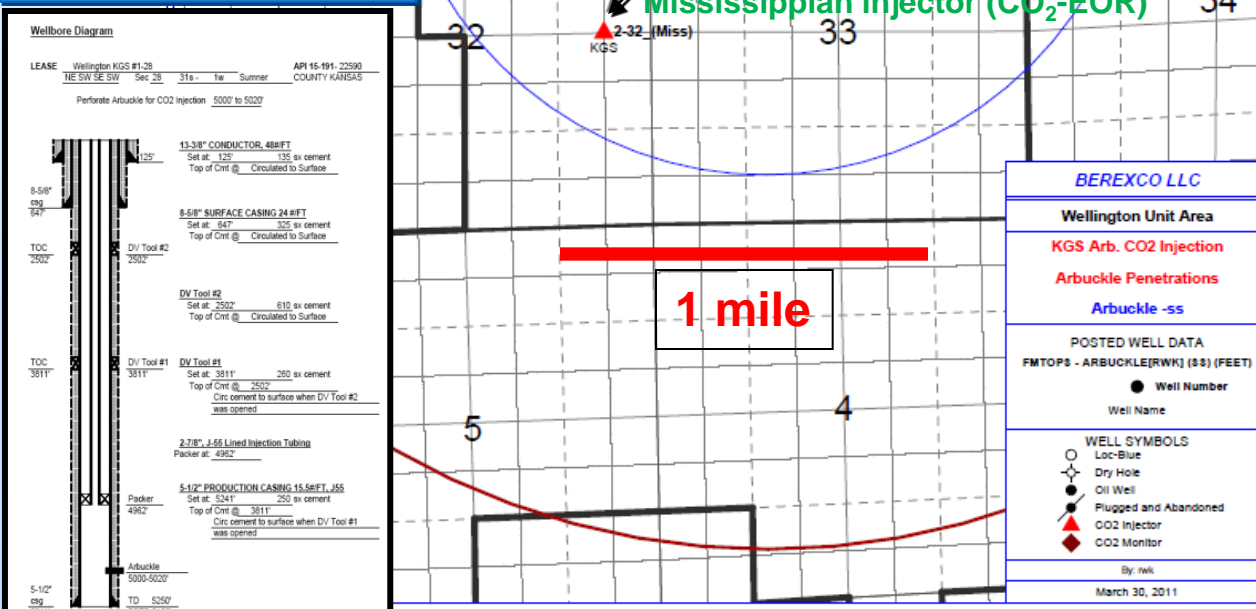 Wellbore Diagram
LEASE Wellington KGS #1-28 API 15-191- 22590
NE SW SE SW Sec 28 31s - 1w Sumner COUNTY KANSAS
Perforate Arbuckle for CO2 Injection 5000' to 5020'
125'
13-3/8" CONDUCTOR, 48#/FT
Set at: 125' 135 sx cement
Top of Cmt @ Circulated to Surface
8-5/8"
csg
647'
8-5/8" SURFACE CASING 24 #/FT
Set at: 647' 325 sx cement
Top of Cmt @ Circulated to Surface
TOC
2502'
DV Tool #2
2502'
DV Tool #2
Set at: 2502' 610 sx cement
Top of Cmt @ Circulated to Surface
TOC
3811'
DV Tool #1
3811'
DV Tool #1
Set at: 3811' 260 sx cement
Top of Cmt @ 2502'
Circ cement to surface when DV Tool #2
was opened
2-7/8", J-55 Lined Injection Tubing
Packer at: 4962'
Packer
4962'
5-1/2" PRODUCTION CASING 15.5#/FT, J55
Set at: 5241' 250 sx cement
Top of Cmt @ 3811'
Circ cement to surface when DV Tool #1
was opened
Arbuckle
5000-5020'
5-1/2"
csg
TD 5250'
Mississippian Injector (CO2-EOR)
32
2-32_(Miss)
KGS
33
34
1 mile
5
4
BEREXCO LLC
Wellington Unit Area
KGS Arb. CO2 Injection
Arbuckle Penetrations
Arbuckle -ss
POSTED WELL DATA
FMTOPS - ARBUCKLE[RWK] (SS) (FEET)
Well Number
Well Name
WELL SYMBOLS
Loc-Blue
Dry Hole
Oil Well
Plugged and Abandoned
CO2 Injector
CO2 Monitor
By: rwk
March 30, 2011